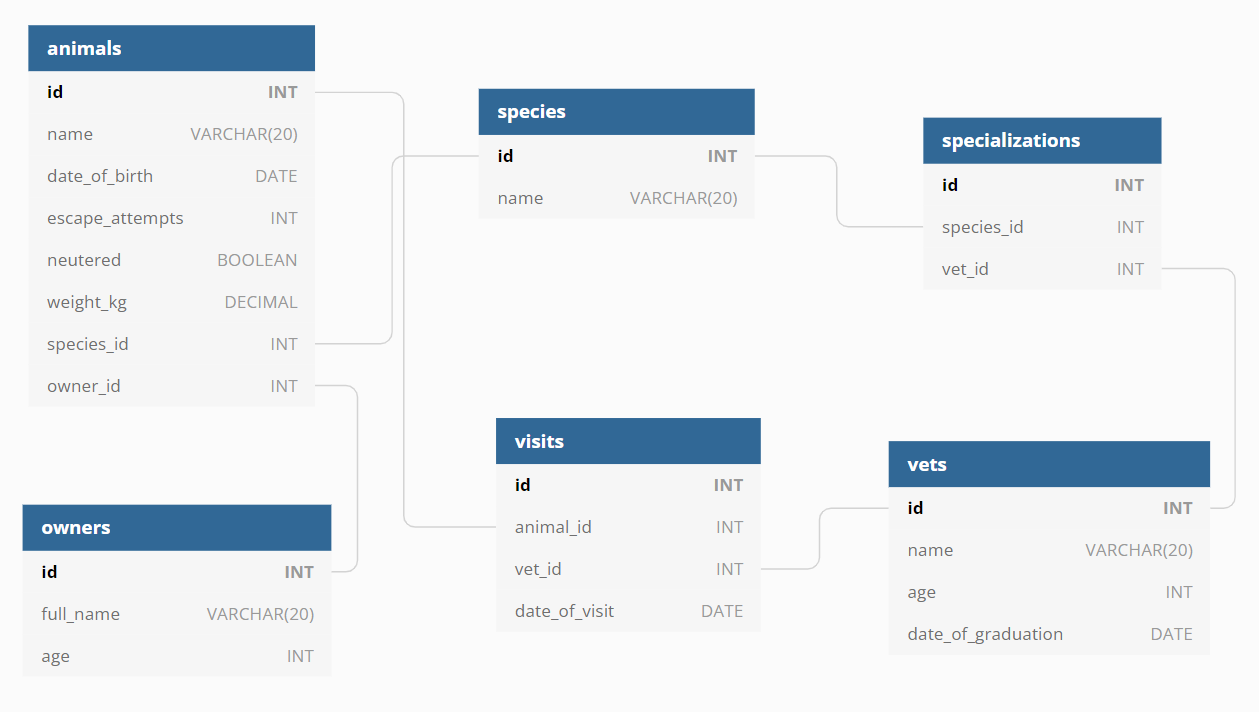 animals
id INT
name VARCHAR(20)
date_of_birth DATE
escape_attempts INT
neutered BOOLEAN
weight_kg DECIMAL
species_id INT
owner_id INT
species
id INT
name VARCHAR(20)
specializations
id INT
species_id INT
vet_id INT
visits
id INT
animal_id INT
vet_id INT
date_of_visit DATE
vets
id INT
name VARCHAR(20)
age INT
date_of_graduation DATE
owners
id INT
full_name VARCHAR(20)
age INT